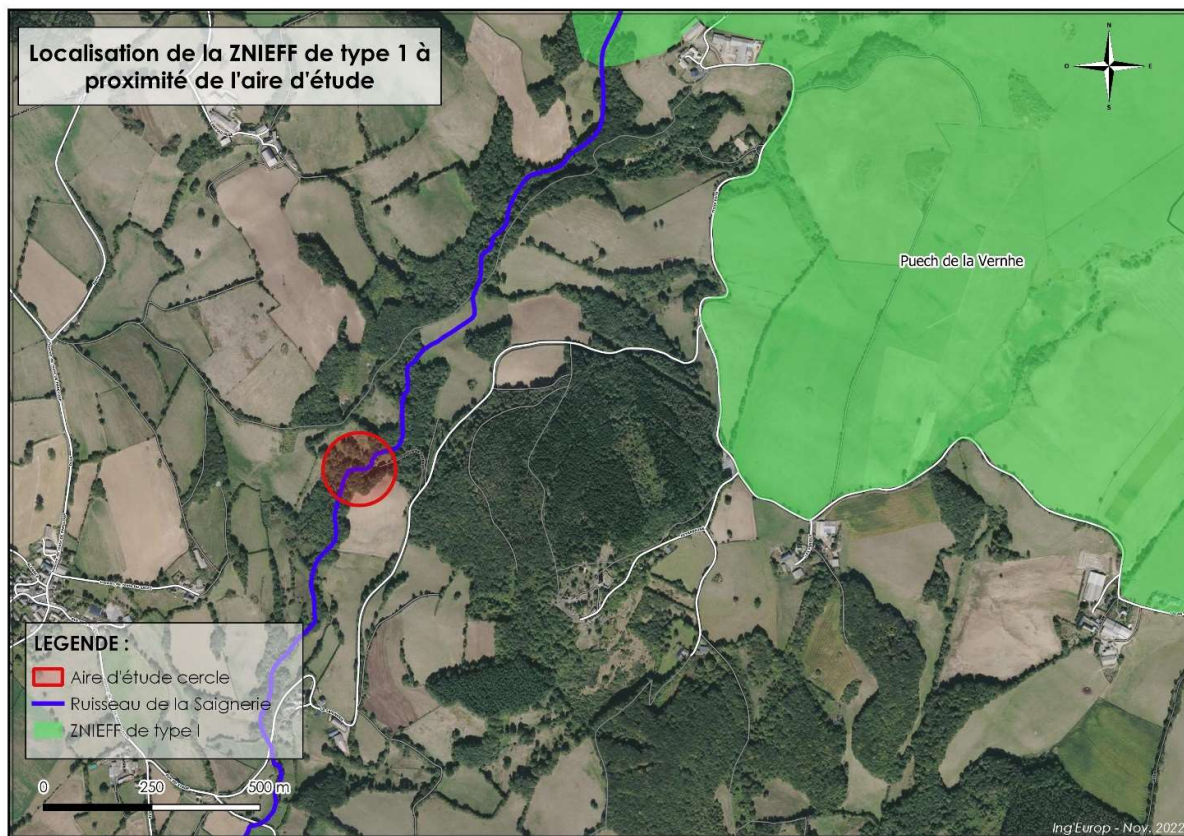 Localisation de la ZNIEFF de type 1 à
proximité de l'aire d'étude
N
O
E
S
Puech de la Vernhe
LEGENDE :
Aire d'étude cercle
Ruisseau de la Saignerie
ZNIEFF de type I
0
250
500 m
Ing'Europ - Nov. 2022